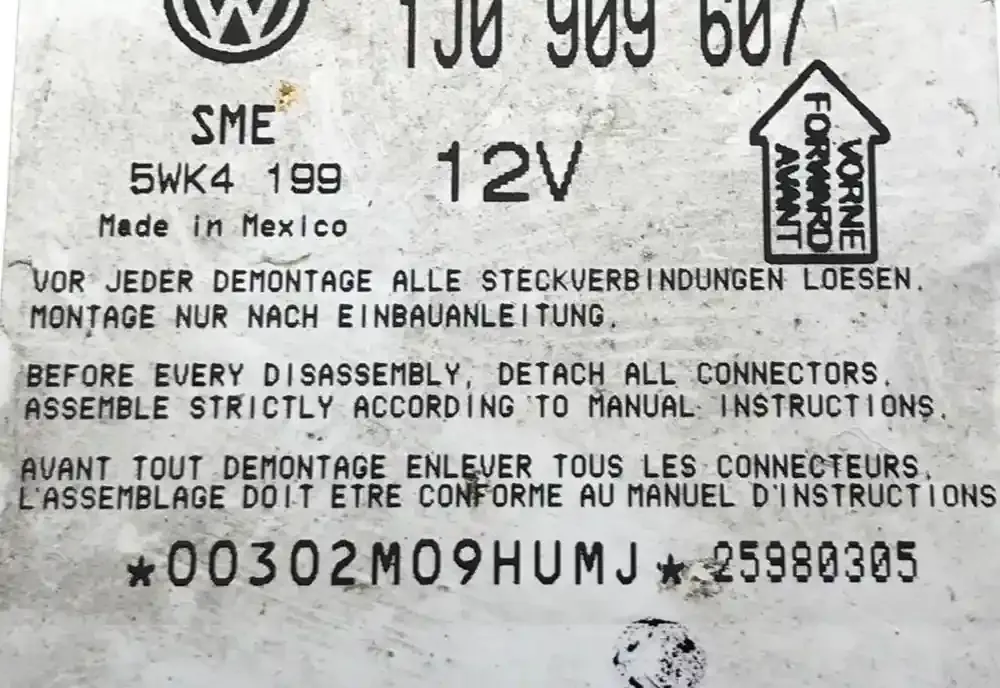 1J0 909 607
SME
5WK4 199
Made in Mexico
12V
VORNE
FORWARD
AVANT
VOR JEDER DEMONTAGE ALLE STECKVERBINDUNGEN LOESEN.
MONTAGE NUR NACH EINBAUANLEITUNG.
BEFORE EVERY DISASSEMBLY, DETACH ALL CONNECTORS.
ASSEMBLE STRICTLY ACCORDING TO MANUAL INSTRUCTIONS.
AVANT TOUT DEMONTAGE ENLEVER TOUS LES CONNECTEURS.
L'ASSEMBLAGE DOIT ETRE CONFORME AU MANUEL D'INSTRUCTIONS
*00302M09HUMJ* 25980305